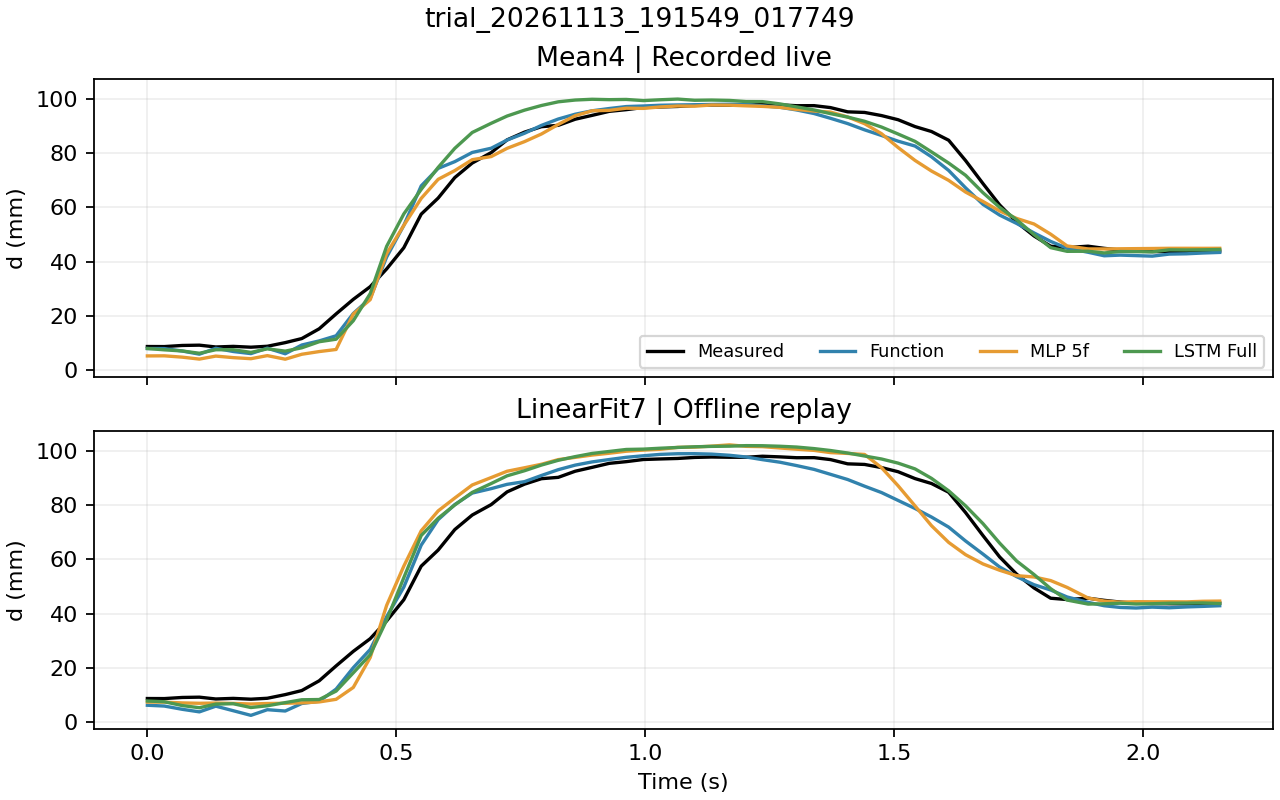 trial_20261113_191549_017749
Mean4 | Recorded live
100
80
60
40
20
0
d (mm)
Measured Function MLP 5f LSTM Full
LinearFit7 | Offline replay
100
80
60
40
20
0
d (mm)
0.0 0.5 1.0 1.5 2.0
Time (s)